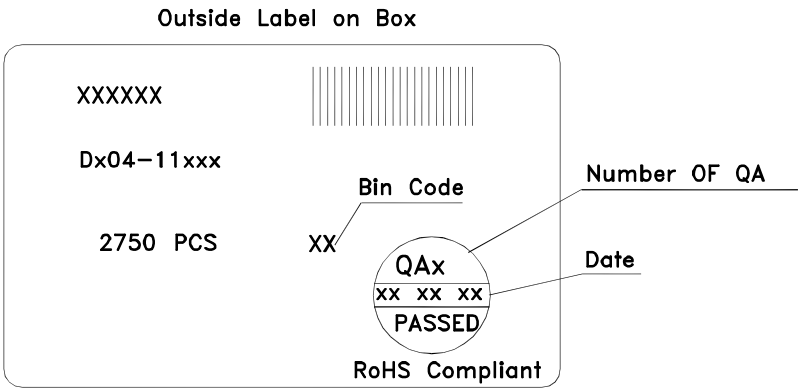 Outside Label on Box
XXXXXX
Dx04-11xxx
Bin Code
Number OF QA
2750 PCS
XX
QAx
Date
xx xx xx
PASSED
RoHS Compliant